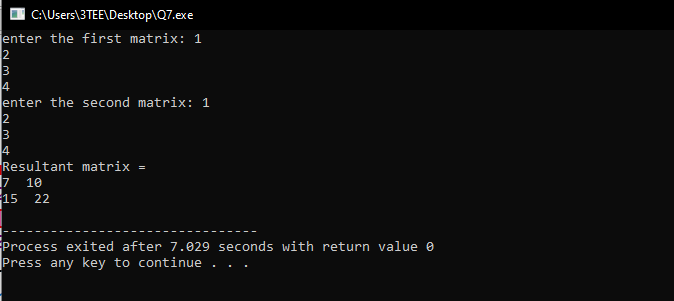 C:\Users\3TEE\Desktop\Q7.exe
enter the first matrix: 1
2
3
4
enter the second matrix: 1
2
3
4
Resultant matrix =
7  10
15  22
--------------------------------
Process exited after 7.029 seconds with return value 0
Press any key to continue . . .